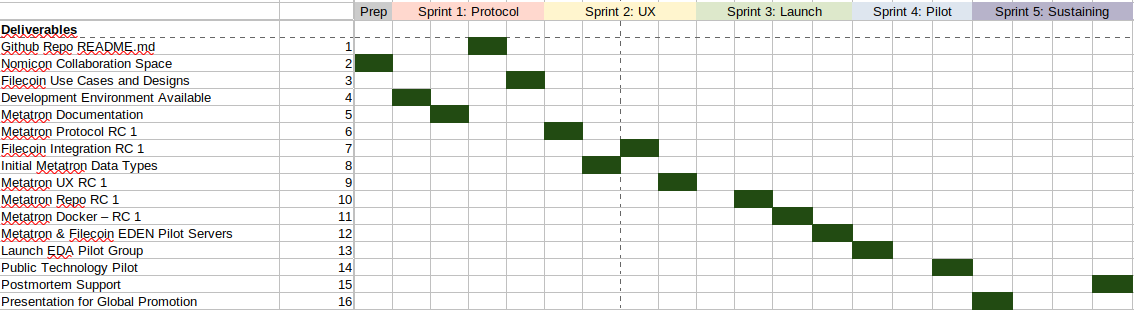 Prep Sprint 1: Protocol Sprint 2: UX Sprint 3: Launch Sprint 4: Pilot Sprint 5: Sustaining
Deliverables
Github Repo README.md 1
Nomicon Collaboration Space 2
Filecoin Use Cases and Designs 3
Development Environment Available 4
Metatron Documentation 5
Metatron Protocol RC 1 6
Filecoin Integration RC 1 7
Initial Metatron Data Types 8
Metatron UX RC 1 9
Metatron Repo RC 1 10
Metatron Docker – RC 1 11
Metatron & Filecoin EDEN Pilot Servers 12
Launch EDA Pilot Group 13
Public Technology Pilot 14
Postmortem Support 15
Presentation for Global Promotion 16